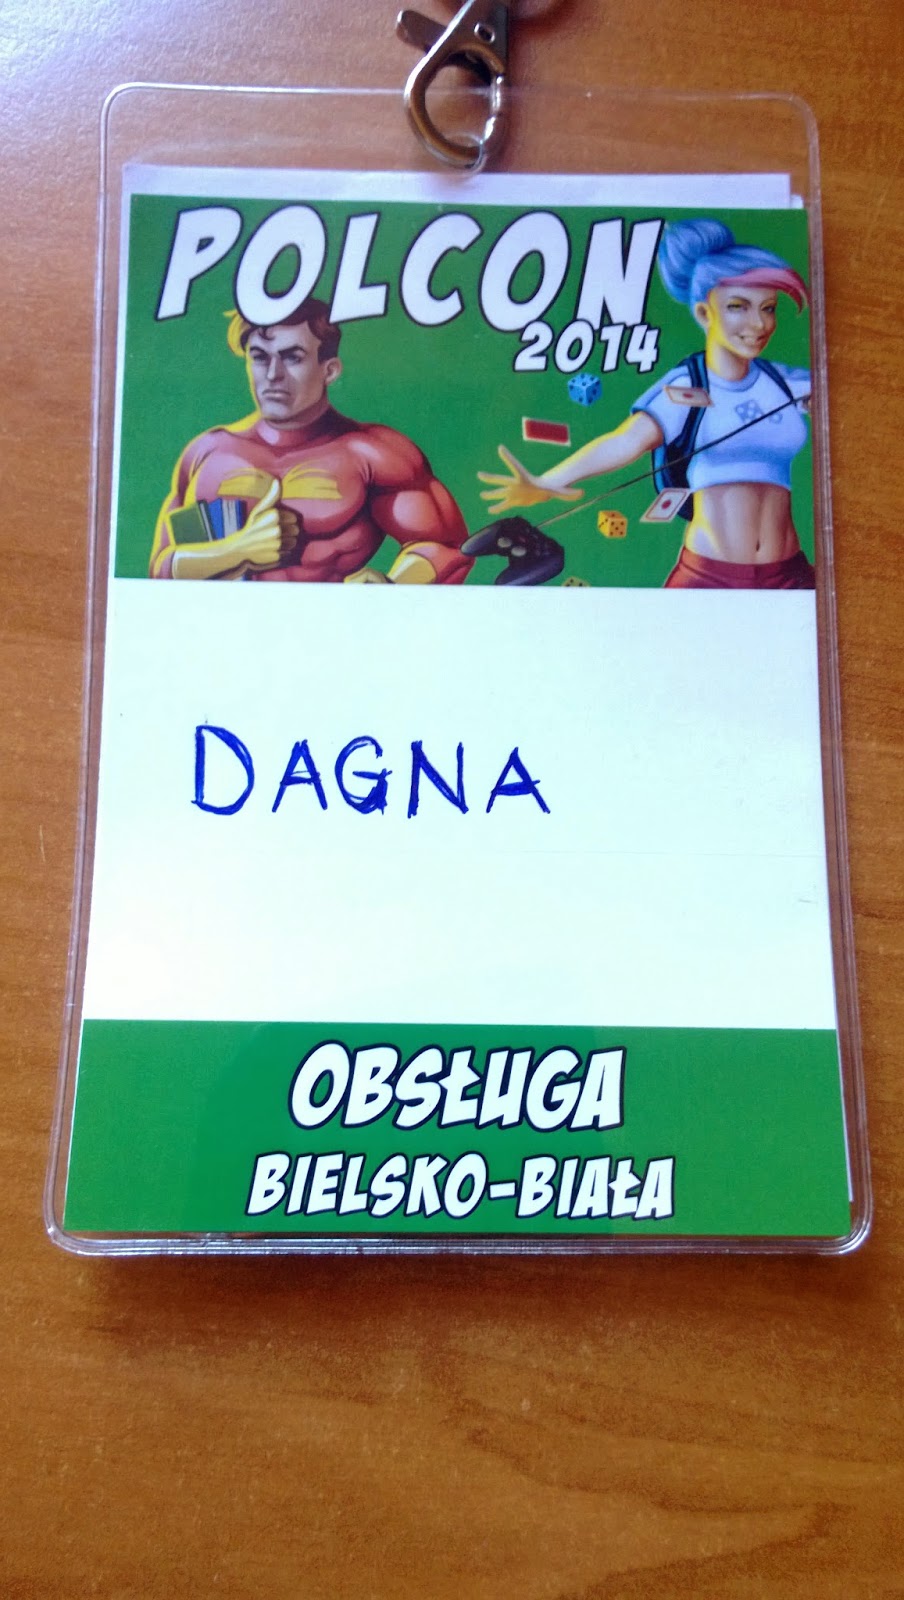 POLCON
2014
DAGNA
OBSŁUGA
BIELSKO-BIAŁA